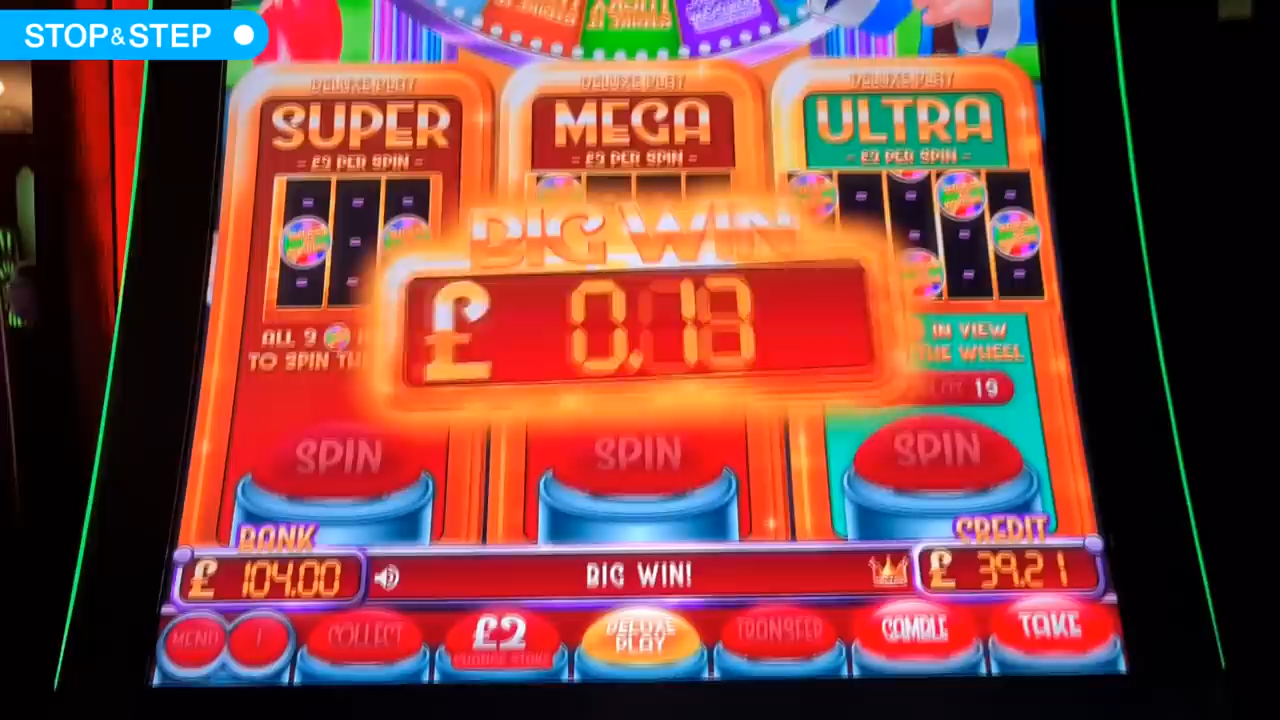 STOP&STEP
DELUXE PLAY
SUPER
- £2 PER SPIN -
DELUXE PLAY
MEGA
- £2 PER SPIN -
DELUXE PLAY
ULTRA
- £2 PER SPIN -
BIG WIN
£ 0.13
ALL 3
TO SPIN TH
IN VIEW
THE WHEEL
19
SPIN
SPIN
SPIN
BANK
£ 104.00
BIG WIN!
CREDIT
£ 39.21
MENU
COLLECT
£2
DELUXE
PLAY
TRANSFER
GAMBLE
TAKE